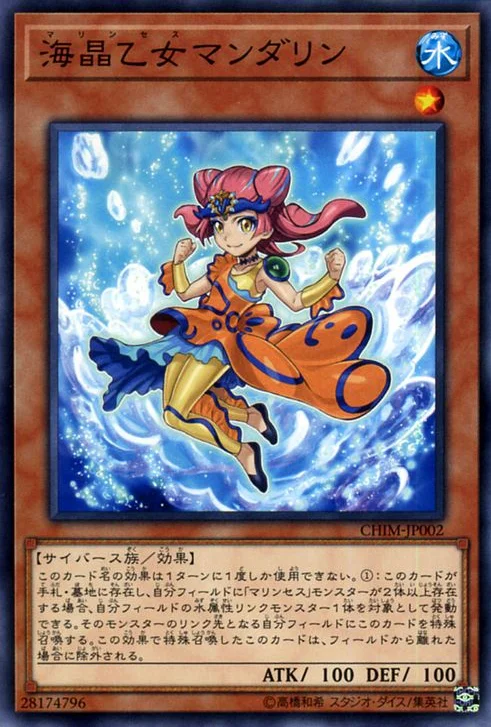 マリンセス
海晶乙女マンダリン
水
CHIM-JP002
【サイバース族／効果】
このカード名の効果は１ターンに１度しか使用できない。①：このカードが
手札・墓地に存在し、自分フィールドに「マリンセス」モンスターが２体以上存在
する場合、自分フィールドの水属性リンクモンスター１体を対象として発動
できる。そのモンスターのリンク先となる自分フィールドにこのカードを特殊
召喚する。この効果で特殊召喚したこのカードは、フィールドから離れた
場合に除外される。
ATK/ 100 DEF/ 100
28174796
©高橋和希 スタジオ・ダイス/集英社